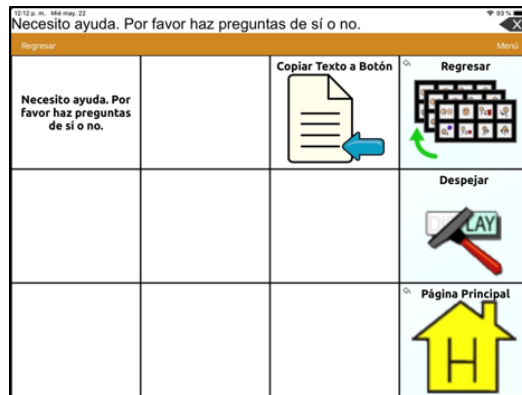 12:12 p. m. Mié may. 22
93 %
Necesito ayuda. Por favor haz preguntas de sí o no.
X
Regresar
Menú
Necesito ayuda. Por
favor haz preguntas
de sí o no.
Copiar Texto a Botón
Regresar
Despejar
DISPLAY
Página Principal
H